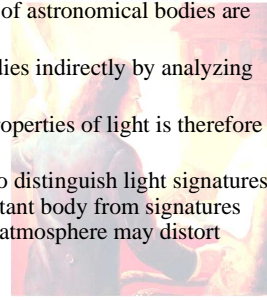 of astronomical bodies are
dies indirectly by analyzing
roperties of light is therefore
o distinguish light signatures
tant body from signatures
atmosphere may distort